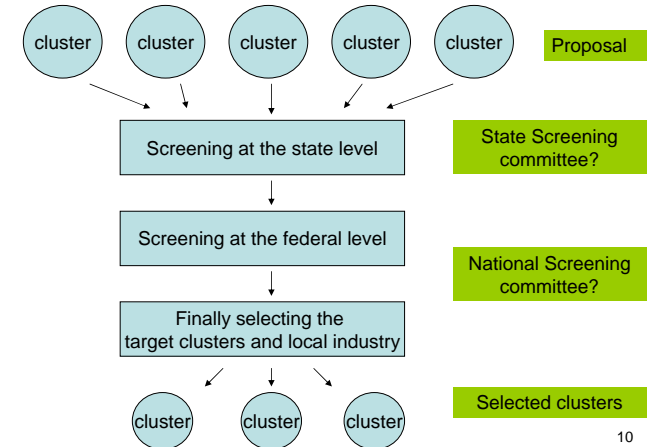 cluster cluster cluster cluster cluster
Proposal
Screening at the state level
State Screening
committee?
Screening at the federal level
National Screening
committee?
Finally selecting the
target clusters and local industry
cluster cluster cluster
Selected clusters
10